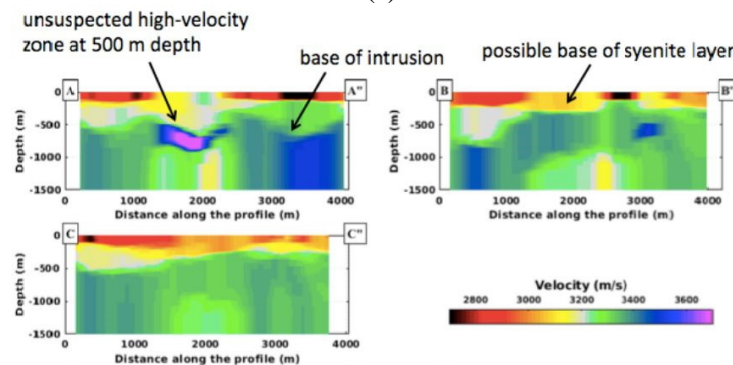 unsuspected high-velocity
zone at 500 m depth
base of intrusion
possible base of syenite layer
A
A"
0
-500
-1000
-1500
Depth (m)
0 1000 2000 3000 4000
Distance along the profile (m)
B
0
-500
-1000
-1500
Depth (m)
0 1000 2000 3000 4000
Distance along the profile (m)
C
C"
0
-500
-1000
-1500
Depth (m)
0 1000 2000 3000 4000
Distance along the profile (m)
Velocity (m/s)
2800 3000 3200 3400 3600